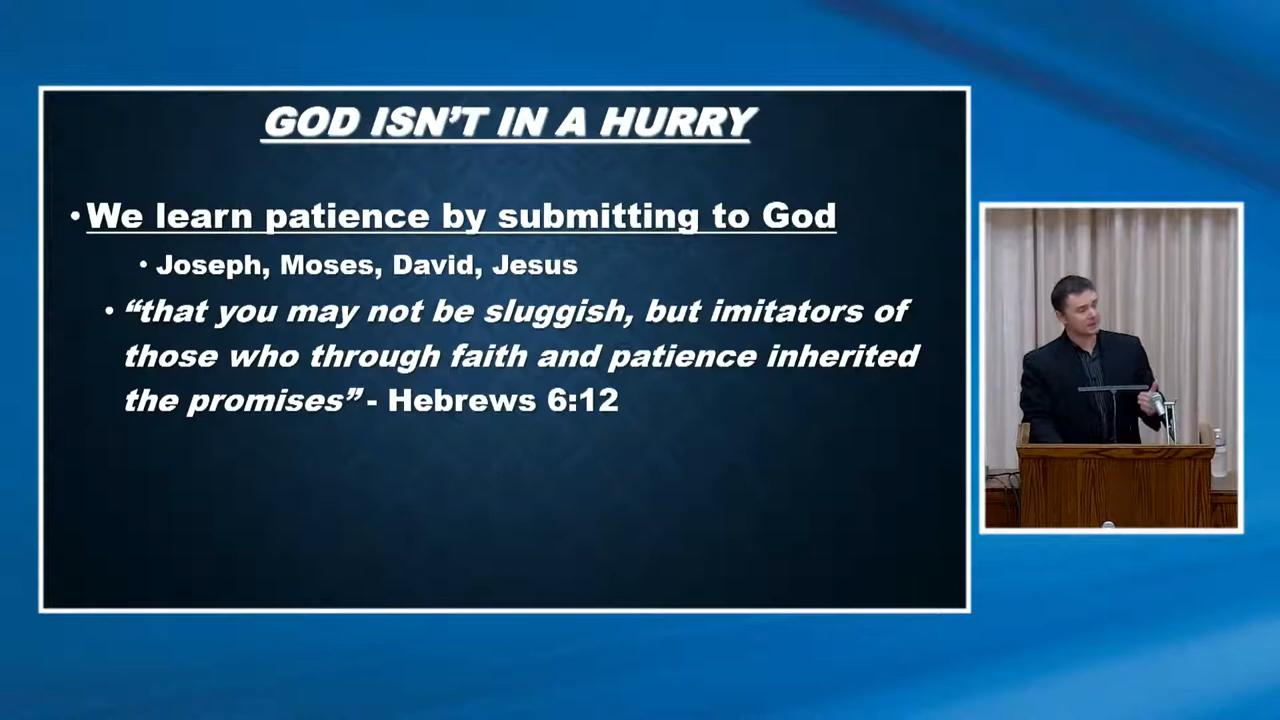 GOD ISN'T IN A HURRY
• We learn patience by submitting to God
• Joseph, Moses, David, Jesus
• “that you may not be sluggish, but imitators of
those who through faith and patience inherited
the promises” - Hebrews 6:12